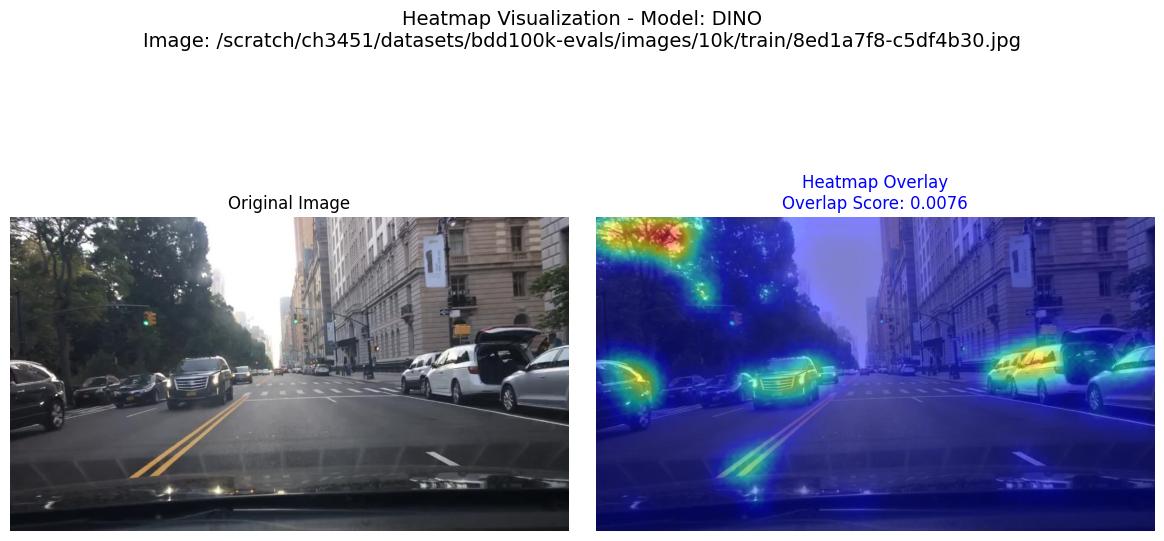 Heatmap Visualization - Model: DINO
Image: /scratch/ch3451/datasets/bdd100k-evals/images/10k/train/8ed1a7f8-c5df4b30.jpg
Original Image
Heatmap Overlay
Overlap Score: 0.0076